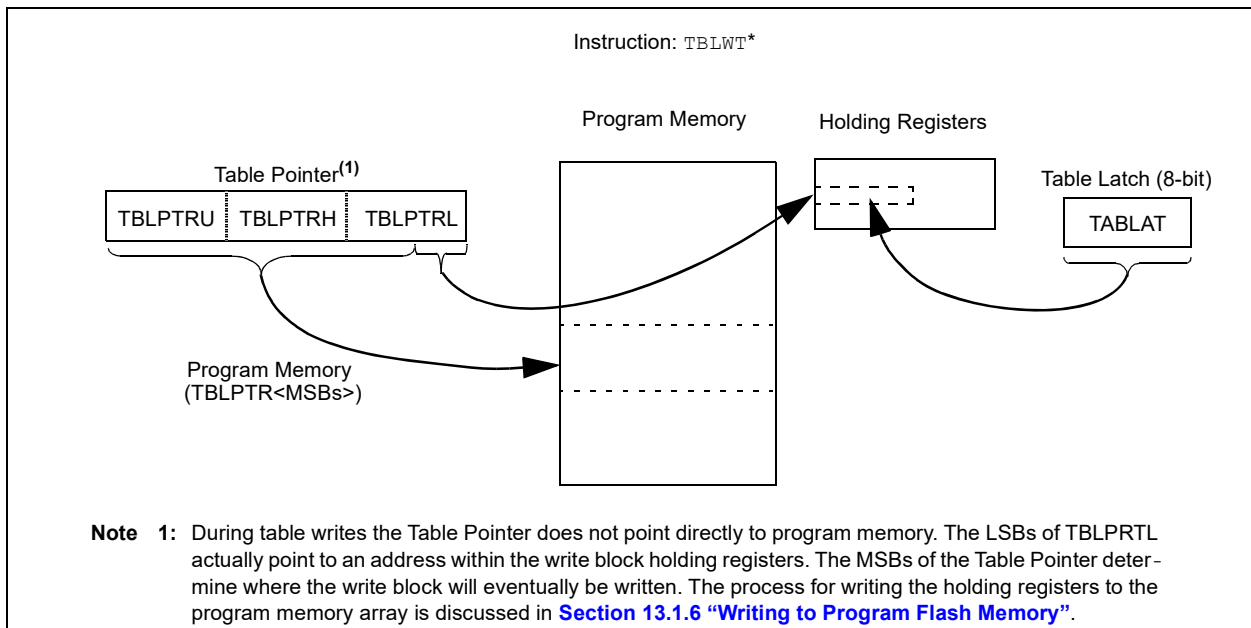 Instruction: TBLWT*
Program Memory
Holding Registers
Table Pointer(1)
Table Latch (8-bit)
TBLPTRU
TBLPTRH
TBLPTRL
TABLAT
Program Memory
(TBLPTR<MSBs>)
Note 1: During table writes the Table Pointer does not point directly to program memory. The LSBs of TBLPRTL
actually point to an address within the write block holding registers. The MSBs of the Table Pointer deter-
mine where the write block will eventually be written. The process for writing the holding registers to the
program memory array is discussed in Section 13.1.6 “Writing to Program Flash Memory”.